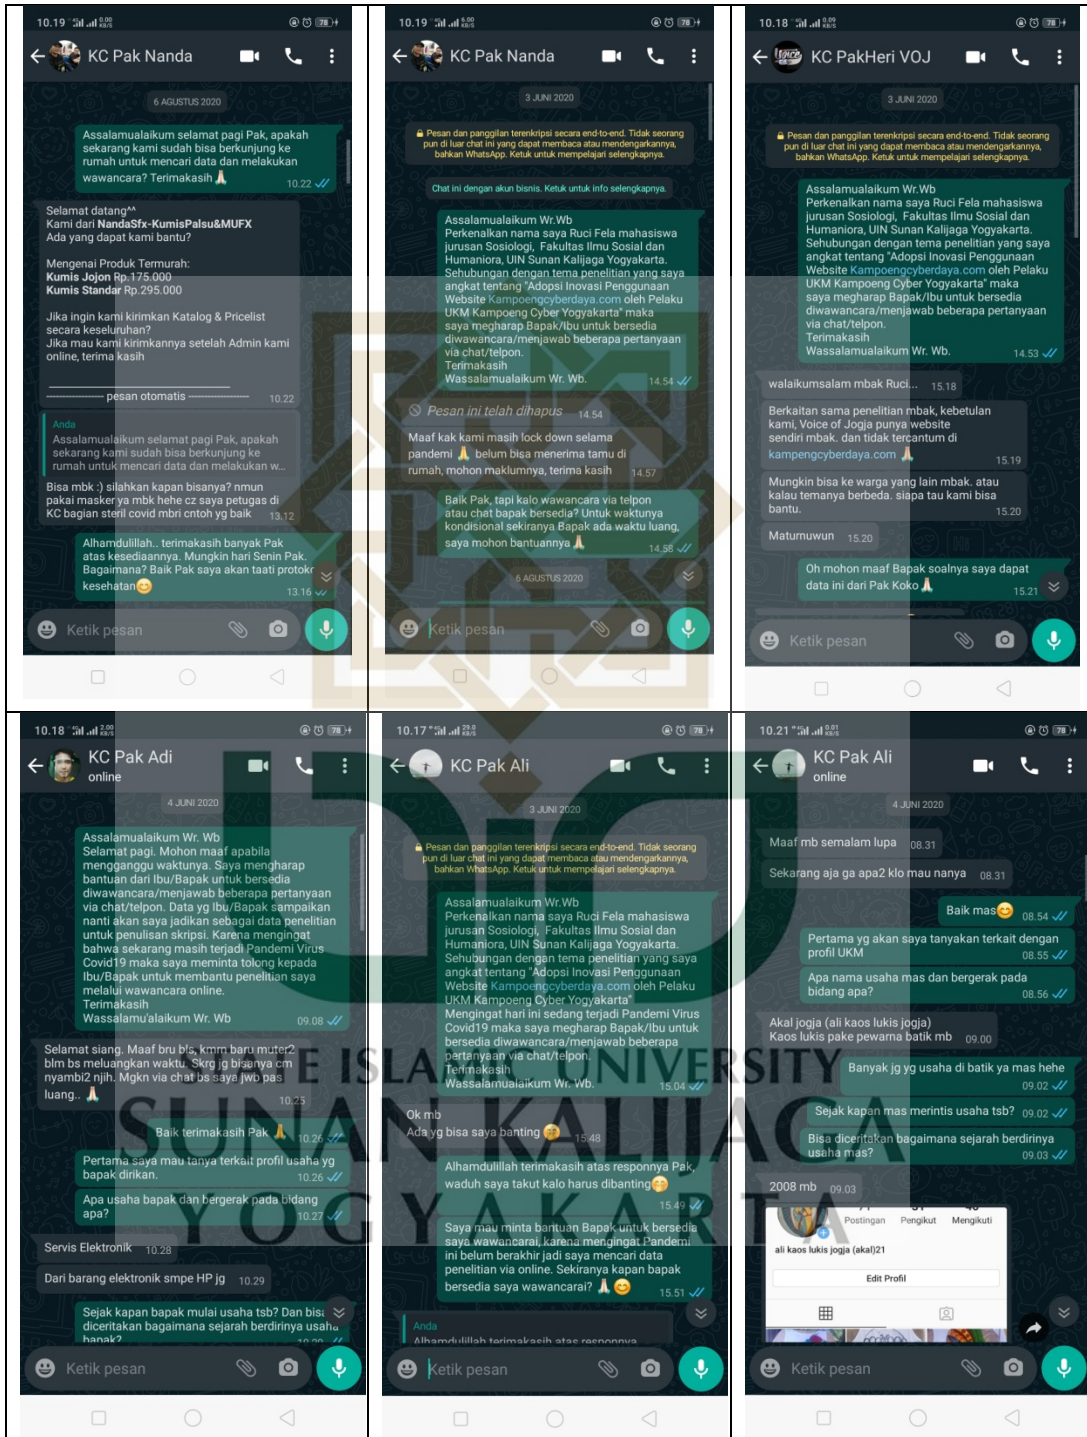 10.19
0.00
KB/S
78
KC Pak Nanda
6 AGUSTUS 2020
Assalamualaikum selamat pagi Pak, apakah
sekarang kami sudah bisa berkunjung ke
rumah untuk mencari data dan melakukan
wawancara? Terimakasih🙏🏻
10.22
Selamat datang^^
Kami dari NandaSfx-KumisPalsu&MUFX
Ada yang dapat kami bantu?
Mengenai Produk Termurah:
Kumis Jojon Rp.175.000
Kumis Standar Rp.295.000
Jika ingin kami kirimkan Katalog & Pricelist
secara keseluruhan?
Jika mau kami kirimkannya setelah Admin kami
online, terima kasih
------------------ pesan otomatis ------------------
10.22
Anda
Assalamualaikum selamat pagi Pak, apakah
sekarang kami sudah bisa berkunjung ke
rumah untuk mencari data dan melakukan w...
Bisa mbk :) silahkan kapan bisanya? nmun
pakai masker ya mbk hehe cz saya petugas di
KC bagian steril covid mbri cntoh yg baik
13.12
Alhamdulillah.. terimakasih banyak Pak
atas kesediaannya. Mungkin hari Senin Pak.
Bagaimana? Baik Pak saya akan taati protoko
kesehatan😊
13.16
Ketik pesan
10.19
6.00
KB/S
78
KC Pak Nanda
3 JUNI 2020
🔒 Pesan dan panggilan terenkripsi secara end-to-end. Tidak seorang
pun di luar chat ini yang dapat membaca atau mendengarkannya,
bahkan WhatsApp. Ketuk untuk mempelajari selengkapnya.
Chat ini dengan akun bisnis. Ketuk untuk info selengkapnya.
Assalamualaikum Wr.Wb
Perkenalkan nama saya Ruci Fela mahasiswa
jurusan Sosiologi, Fakultas Ilmu Sosial dan
Humaniora, UIN Sunan Kalijaga Yogyakarta.
Sehubungan dengan tema penelitian yang saya
angkat tentang "Adopsi Inovasi Penggunaan
Website Kampoengcyberdaya.com oleh Pelaku
UKM Kampoeng Cyber Yogyakarta" maka
saya megharap Bapak/Ibu untuk bersedia
diwawancara/menjawab beberapa pertanyaan
via chat/telpon.
Terimakasih
Wassalamualaikum Wr. Wb.
14.54
Pesan ini telah dihapus
14.54
Maaf kak kami masih lock down selama
pandemi 🙏 belum bisa menerima tamu di
rumah, mohon maklumnya, terima kasih
14.57
Baik Pak, tapi kalo wawancara via telpon
atau chat bapak bersedia? Untuk waktunya
kondisional sekiranya Bapak ada waktu luang,
saya mohon bantuannya🙏🏻
14.58
6 AGUSTUS 2020
Ketik pesan
10.18
0.09
KB/S
78
KC PakHeri VOJ
3 JUNI 2020
🔒 Pesan dan panggilan terenkripsi secara end-to-end. Tidak seorang
pun di luar chat ini yang dapat membaca atau mendengarkannya,
bahkan WhatsApp. Ketuk untuk mempelajari selengkapnya.
Assalamualaikum Wr.Wb
Perkenalkan nama saya Ruci Fela mahasiswa
jurusan Sosiologi, Fakultas Ilmu Sosial dan
Humaniora, UIN Sunan Kalijaga Yogyakarta.
Sehubungan dengan tema penelitian yang saya
angkat tentang "Adopsi Inovasi Penggunaan
Website Kampoengcyberdaya.com oleh Pelaku
UKM Kampoeng Cyber Yogyakarta" maka
saya megharap Bapak/Ibu untuk bersedia
diwawancara/menjawab beberapa pertanyaan
via chat/telpon.
Terimakasih
Wassalamualaikum Wr. Wb.
14.53
walaikumsalam mbak Ruci...
15.18
Berkaitan sama penelitian mbak, kebetulan
kami, Voice of Jogja punya website
sendiri mbak. dan tidak tercantum di
kampengcyberdaya.com 🙏🏻
15.19
Mungkin bisa ke warga yang lain mbak. atau
kalau temanya berbeda. siapa tau kami bisa
bantu.
15.20
Maturnuwun
15.20
Oh mohon maaf Bapak soalnya saya dapat
data ini dari Pak Koko🙏🏻
15.21
Ketik pesan
10.18
2.00
KB/S
78
KC Pak Adi
online
4 JUNI 2020
Assalamualaikum Wr. Wb
Selamat pagi. Mohon maaf apabila
mengganggu waktunya. Saya mengharap
bantuan dari Ibu/Bapak untuk bersedia
diwawancara/menjawab beberapa pertanyaan
via chat/telpon. Data yg Ibu/Bapak sampaikan
nanti akan saya jadikan sebagai data penelitian
untuk penulisan skripsi. Karena mengingat
bahwa sekarang masih terjadi Pandemi Virus
Covid19 maka saya meminta tolong kepada
Ibu/Bapak untuk membantu penelitian saya
melalui wawancara online.
Terimakasih
Wassalamu'alaikum Wr. Wb
09.08
Selamat siang. Maaf bru bls, kmrn baru muter2
blm bs meluangkan waktu. Skrg jg bisanya cm
nyambi2 njih. Mgkn via chat bs saya jwb pas
luang.. 🙏🏻
10.25
Baik terimakasih Pak 🙏
10.26
Pertama saya mau tanya terkait profil usaha yg
bapak dirikan.
10.26
Apa usaha bapak dan bergerak pada bidang
apa?
10.27
Servis Elektronik
10.28
Dari barang elektronik smpe HP jg
10.29
Sejak kapan bapak mulai usaha tsb? Dan bisa
diceritakan bagaimana sejarah berdirinya usaha
bapak?
Ketik pesan
10.17
29.0
KB/S
78
KC Pak Ali
3 JUNI 2020
🔒 Pesan dan panggilan terenkripsi secara end-to-end. Tidak seorang
pun di luar chat ini yang dapat membaca atau mendengarkannya,
bahkan WhatsApp. Ketuk untuk mempelajari selengkapnya.
Assalamualaikum Wr.Wb
Perkenalkan nama saya Ruci Fela mahasiswa
jurusan Sosiologi, Fakultas Ilmu Sosial dan
Humaniora, UIN Sunan Kalijaga Yogyakarta.
Sehubungan dengan tema penelitian yang saya
angkat tentang "Adopsi Inovasi Penggunaan
Website Kampoengcyberdaya.com oleh Pelaku
UKM Kampoeng Cyber Yogyakarta"
Mengingat hari ini sedang terjadi Pandemi Virus
Covid19 maka saya megharap Bapak/Ibu untuk
bersedia diwawancara/menjawab beberapa
pertanyaan via chat/telpon.
Terimakasih
Wassalamualaikum Wr. Wb.
15.04
Ok mb
Ada yg bisa saya banting 🤭
15.48
Alhamdulillah terimakasih atas responnya Pak,
waduh saya takut kalo harus dibanting🤭
15.49
Saya mau minta bantuan Bapak untuk bersedia
saya wawancarai, karena mengingat Pandemi
ini belum berakhir jadi saya mencari data
penelitian via online. Sekiranya kapan bapak
bersedia saya wawancarai? 🙏🏻😊
15.51
Anda
Alhamdulillah terimakasih atas responnya
Ketik pesan
10.21
0.01
KB/S
78
KC Pak Ali
online
4 JUNI 2020
Maaf mb semalam lupa
08.31
Sekarang aja ga apa2 klo mau nanya
08.31
Baik mas😊
08.54
Pertama yg akan saya tanyakan terkait dengan
profil UKM
08.55
Apa nama usaha mas dan bergerak pada
bidang apa?
08.56
Akal jogja (ali kaos lukis jogja)
Kaos lukis pake pewarna batik mb
09.00
Banyak jg yg usaha di batik ya mas hehe
09.02
Sejak kapan mas merintis usaha tsb?
09.02
Bisa diceritakan bagaimana sejarah berdirinya
usaha mas?
09.03
2008 mb
09.03
Postingan Pengikut Mengikuti
ali kaos lukis jogja (akal)21
Edit Profil
Ketik pesan
STATE ISLAMIC UNIVERSITY
SUNAN KALIJAGA
YOGYAKARTA